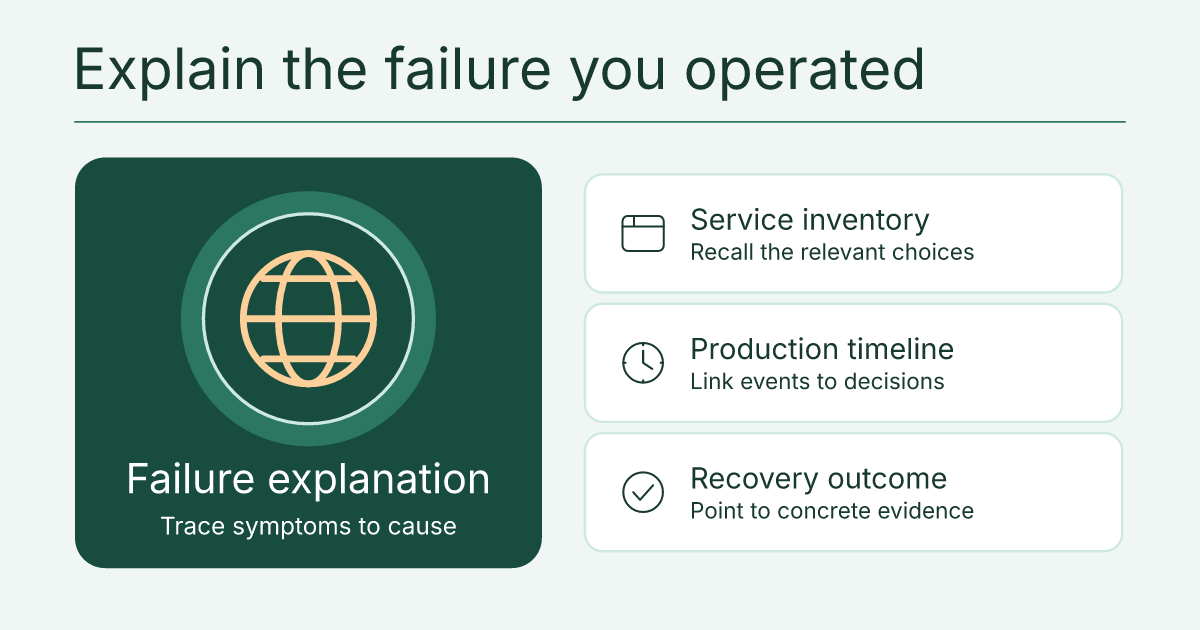 Explain the failure you operated
Failure explanation
Trace symptoms to cause
Service inventory
Recall the relevant choices
Production timeline
Link events to decisions
Recovery outcome
Point to concrete evidence